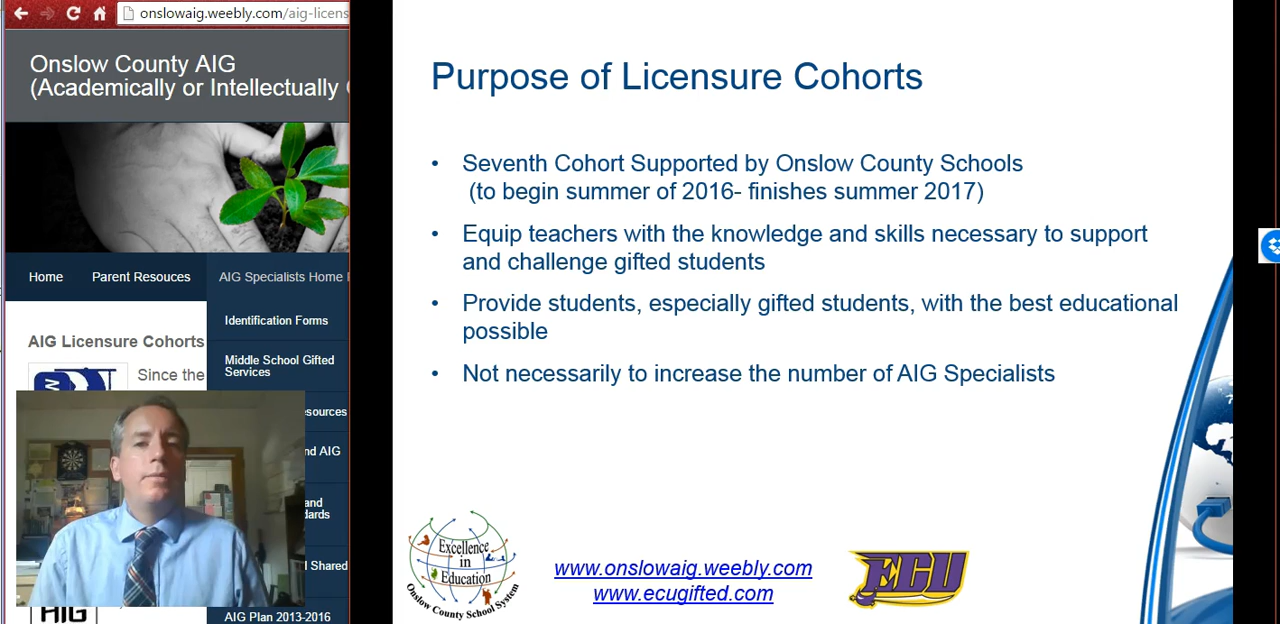 onslowaig.weebly.com/aig-licens
Onslow County AIG
(Academically or Intellectually
Home
Parent Resouces
AIG Specialists Home
Identification Forms
Middle School Gifted
Services
AIG Licensure Cohorts
Since the
esources
nd AIG
and
dards
l Shared
AIG
AIG Plan 2013-2016
Purpose of Licensure Cohorts
• Seventh Cohort Supported by Onslow County Schools
(to begin summer of 2016- finishes summer 2017)
• Equip teachers with the knowledge and skills necessary to support
and challenge gifted students
• Provide students, especially gifted students, with the best educational
possible
• Not necessarily to increase the number of AIG Specialists
Excellence
in
Education
Onslow County School System
www.onslowaig.weebly.com
www.ecugifted.com
ECU